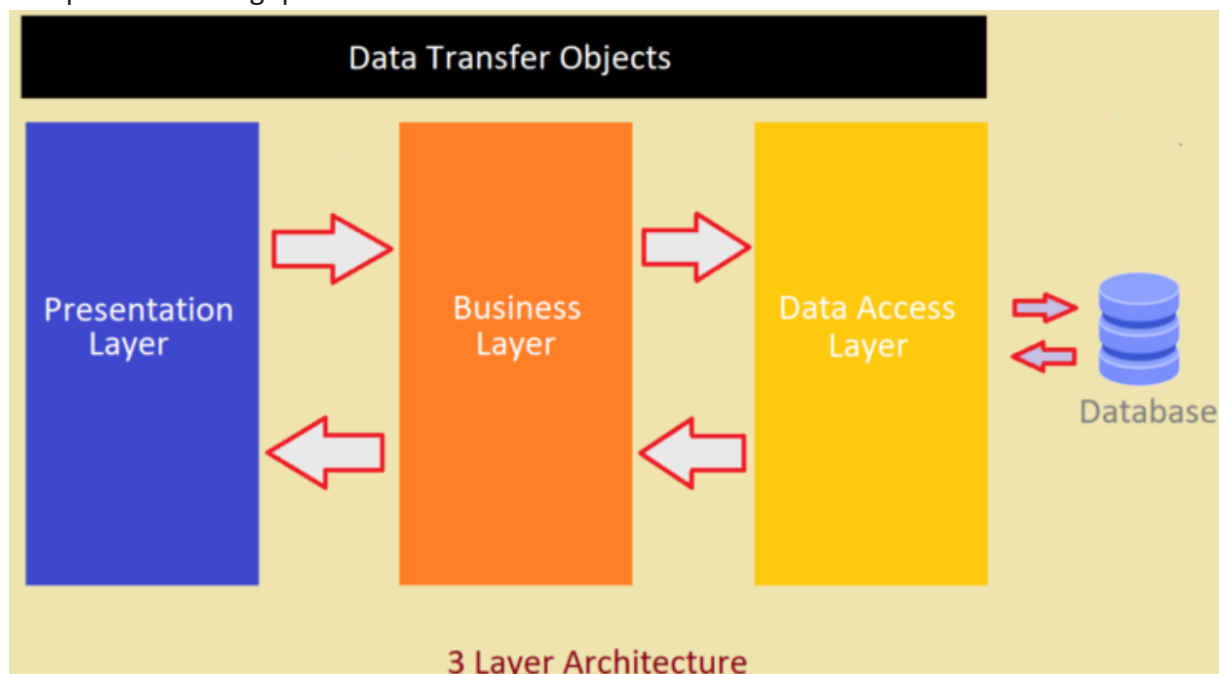 Data Transfer Objects
Presentation
Layer
Business
Layer
Data Access
Layer
Database
3 Layer Architecture